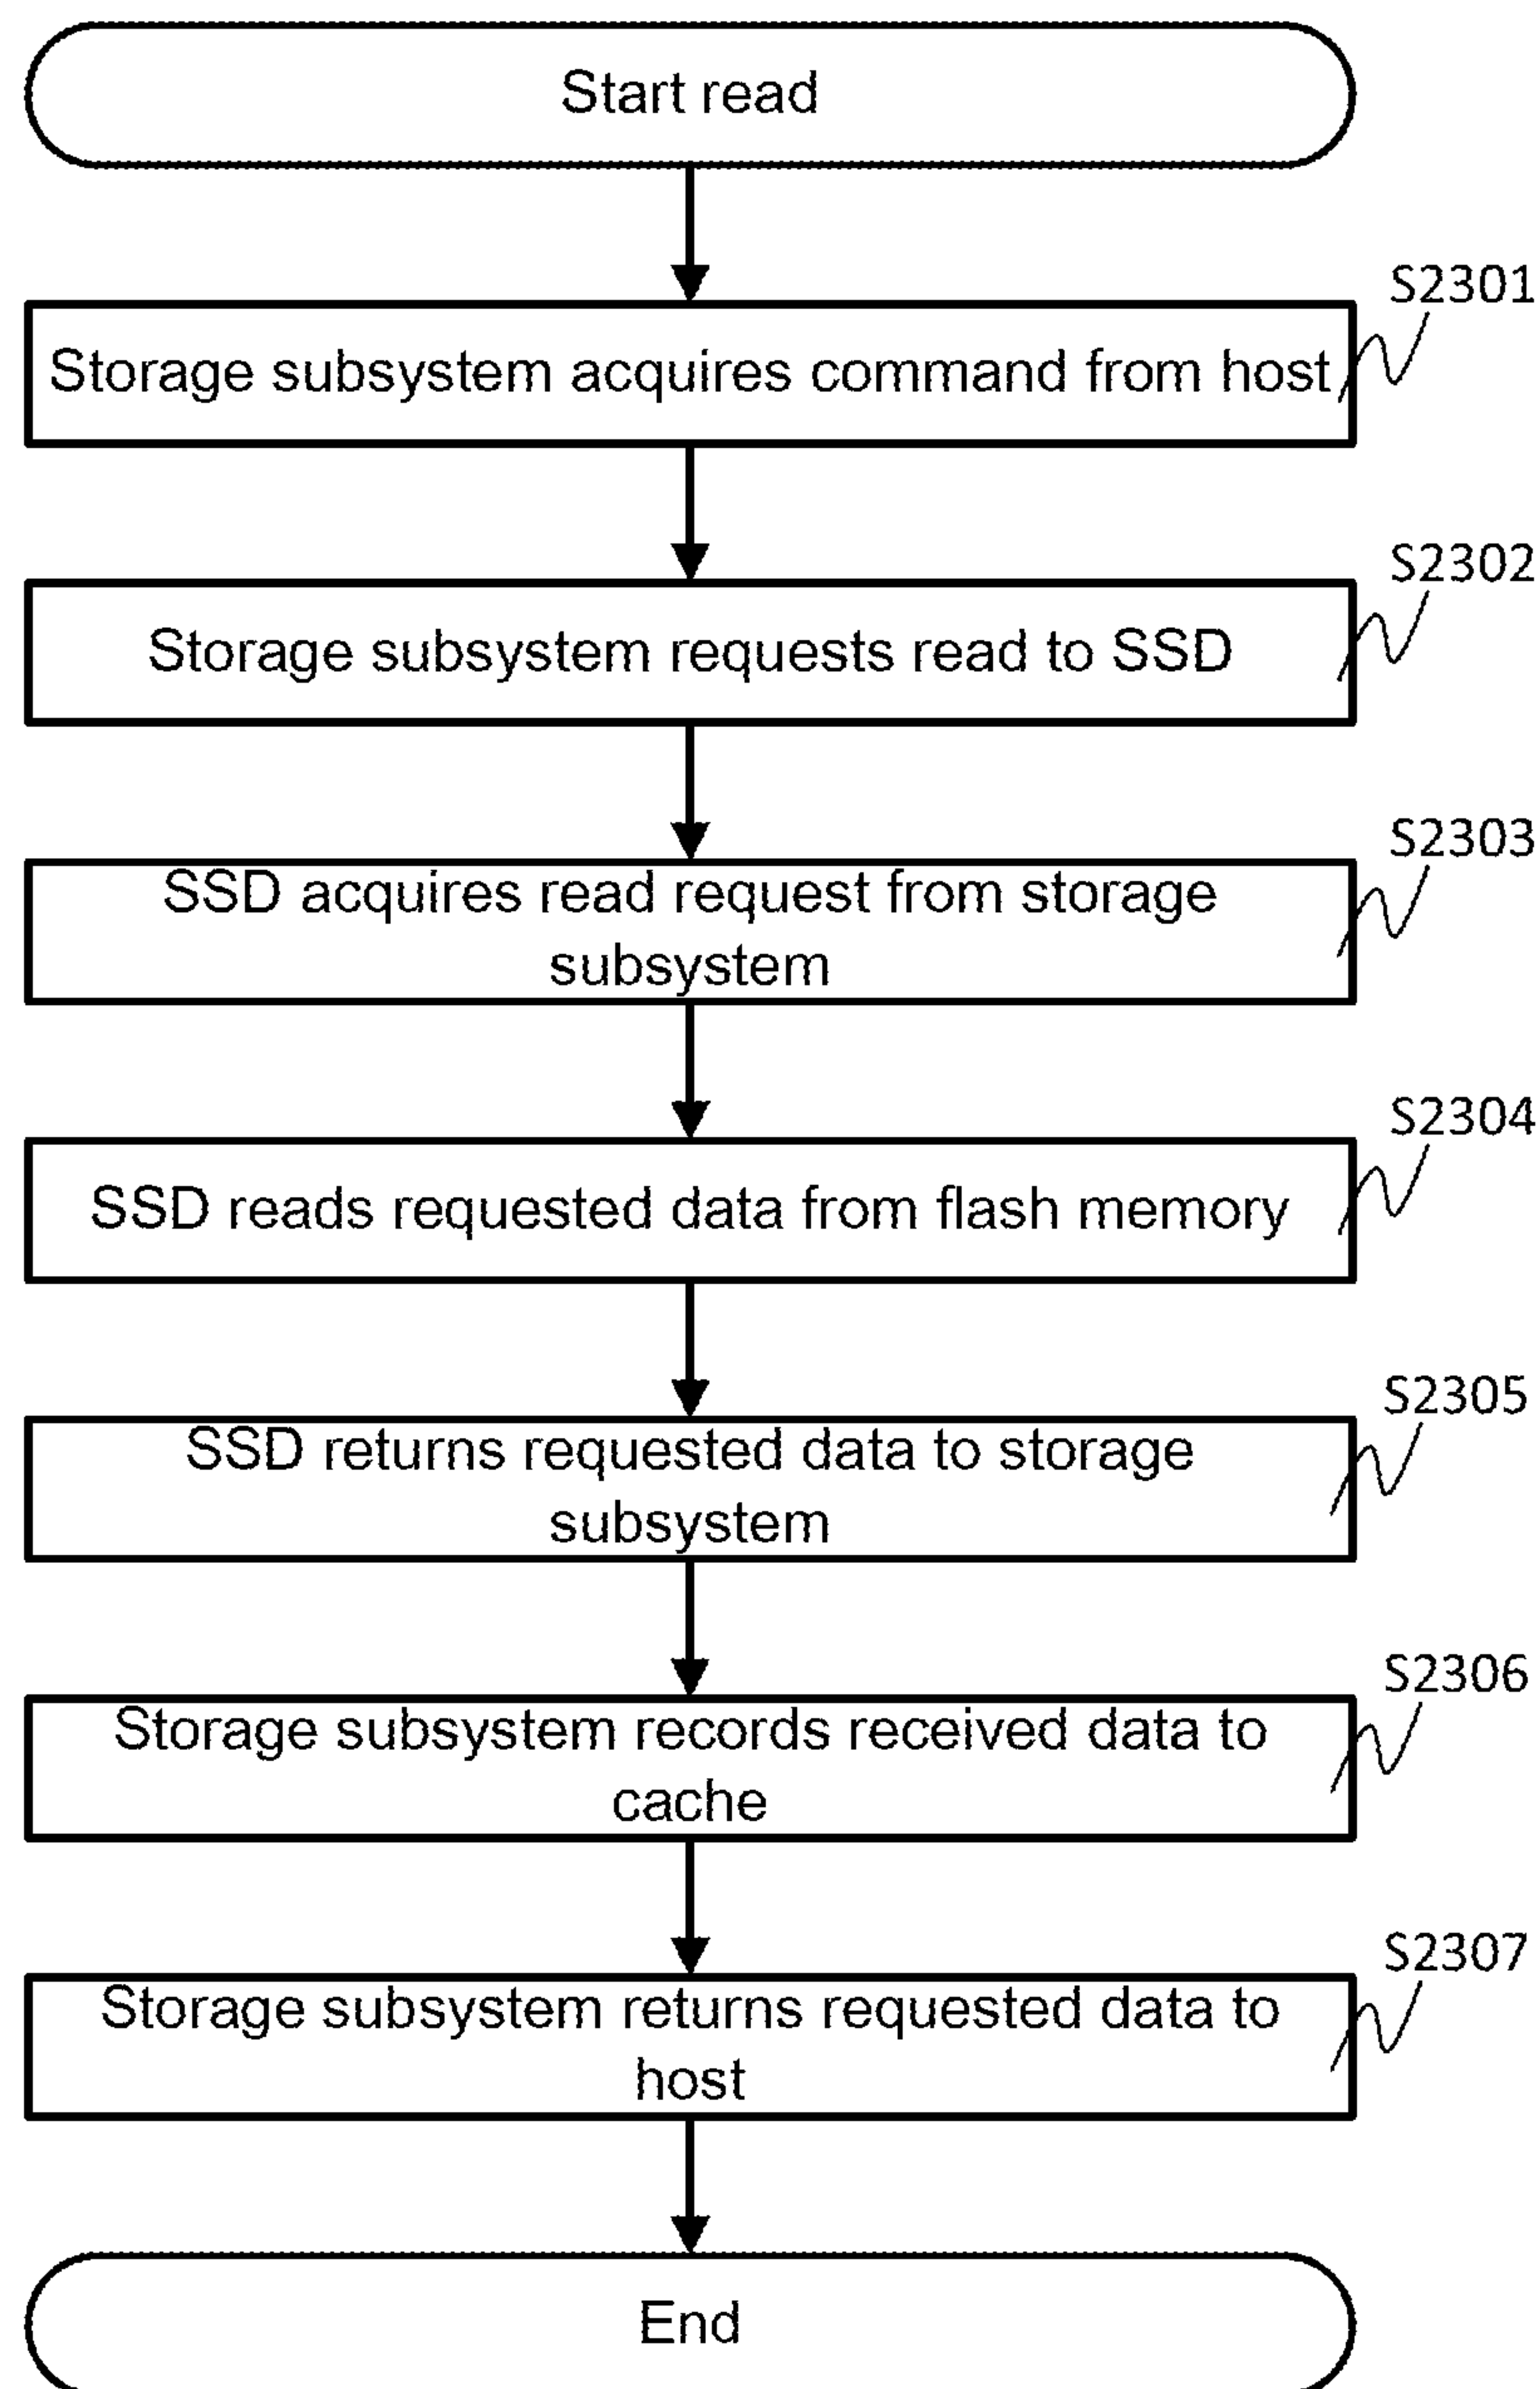 Start read
S2301
Storage subsystem acquires command from host
S2302
Storage subsystem requests read to SSD
S2303
SSD acquires read request from storage
subsystem
S2304
SSD reads requested data from flash memory
S2305
SSD returns requested data to storage
subsystem
S2306
Storage subsystem records received data to
cache
S2307
Storage subsystem returns requested data to
host
End